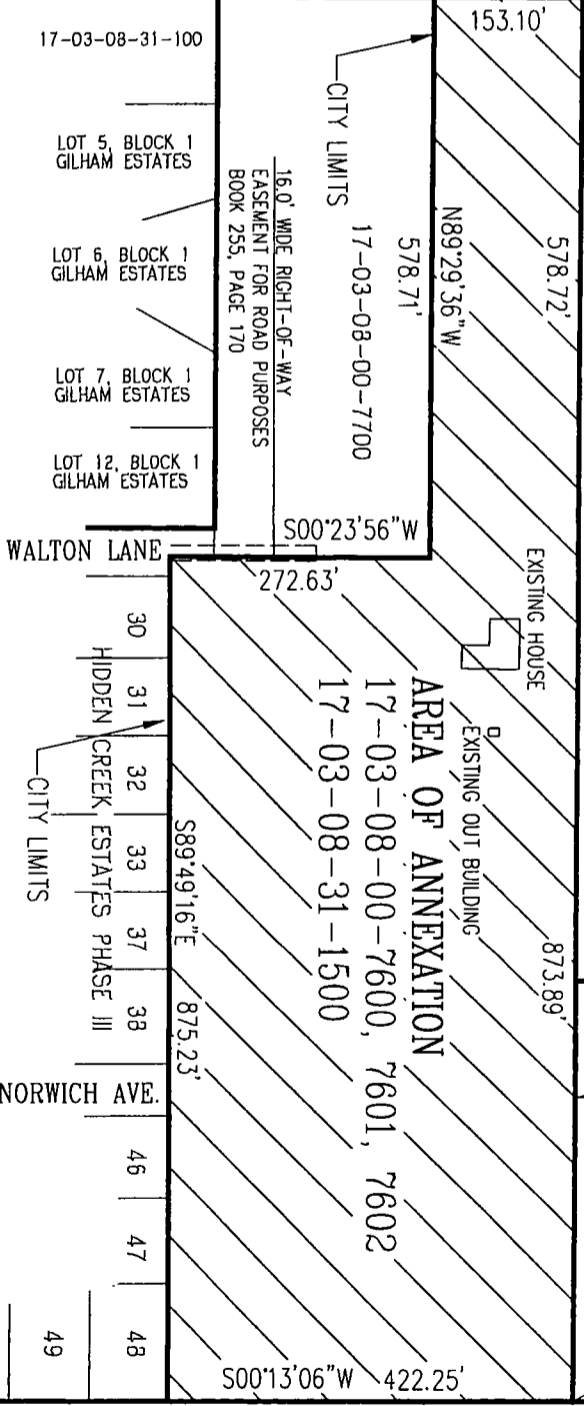 153.10'
17-03-08-31-100
CITY LIMITS
LOT 5, BLOCK 1
GILHAM ESTATES
LOT 6, BLOCK 1
GILHAM ESTATES
LOT 7, BLOCK 1
GILHAM ESTATES
LOT 12, BLOCK 1
GILHAM ESTATES
16.0' WIDE RIGHT-OF-WAY
EASEMENT FOR ROAD PURPOSES
BOOK 255, PAGE 170
17-03-08-00-7700
578.71'
N89°29'36"W
578.72'
S00°23'56"W
WALTON LANE
272.63'
EXISTING HOUSE
EXISTING OUT BUILDING
AREA OF ANNEXATION
17-03-08-00-7600, 7601, 7602
17-03-08-31-1500
873.89'
30
31
32
33
37
38
HIDDEN CREEK ESTATES PHASE III
CITY LIMITS
S89°49'16"E
875.23'
NORWICH AVE.
46
47
48
49
S00°13'06"W 422.25'